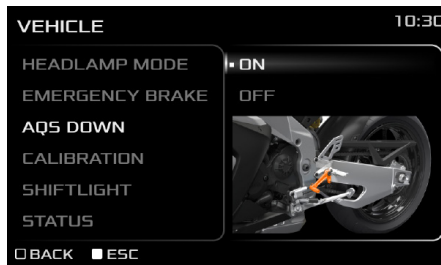 VEHICLE
10:30
HEADLAMP MODE
ON
EMERGENCY BRAKE
OFF
AQS DOWN
CALIBRATION
SHIFTLIGHT
STATUS
BACK ESC